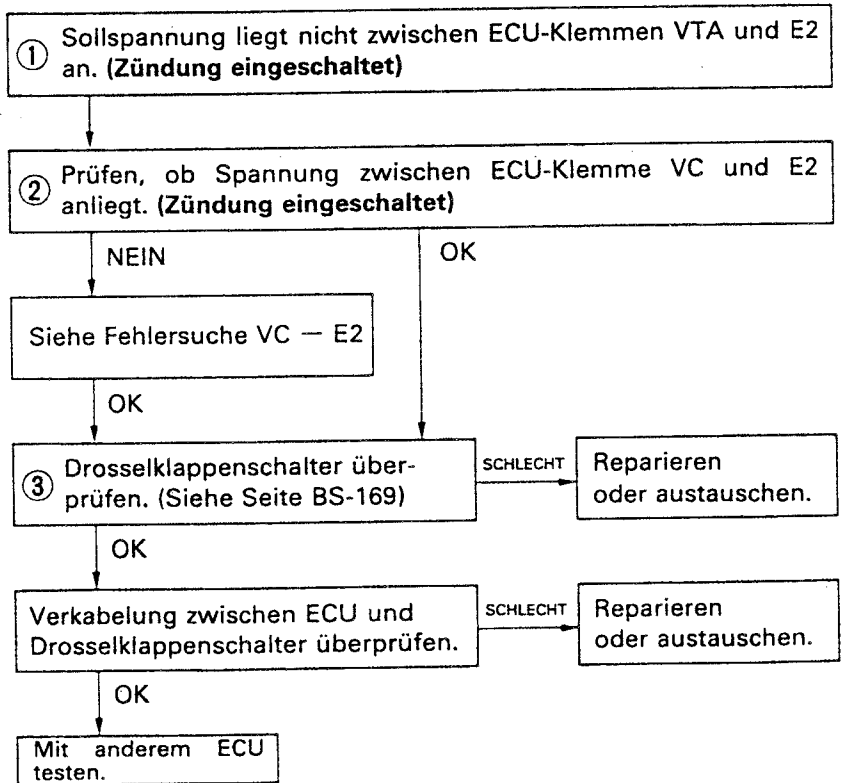 ① Sollspannung liegt nicht zwischen ECU-Klemmen VTA und E2
an. (Zündung eingeschaltet)
② Prüfen, ob Spannung zwischen ECU-Klemme VC und E2
anliegt. (Zündung eingeschaltet)
NEIN
OK
Siehe Fehlersuche VC — E2
OK
③ Drosselklappenschalter über-
prüfen. (Siehe Seite BS-169)
SCHLECHT
Reparieren
oder austauschen.
OK
Verkabelung zwischen ECU und
Drosselklappenschalter überprüfen.
SCHLECHT
Reparieren
oder austauschen.
OK
Mit anderem ECU
testen.